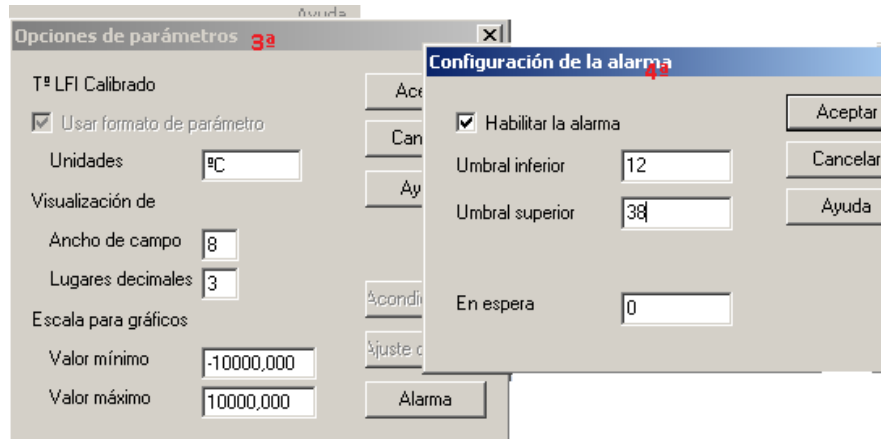 Ayuda
Opciones de parámetros 3ª
Tª LFI Calibrado
Usar formato de parámetro
Unidades ºC
Visualización de
Ancho de campo 8
Lugares decimales 3
Escala para gráficos
Valor mínimo -10000,000
Valor máximo 10000,000
Alarma
Configuración de la alarma 4ª
Habilitar la alarma
Umbral inferior 12
Umbral superior 38
En espera 0
Aceptar
Cancelar
Ayuda